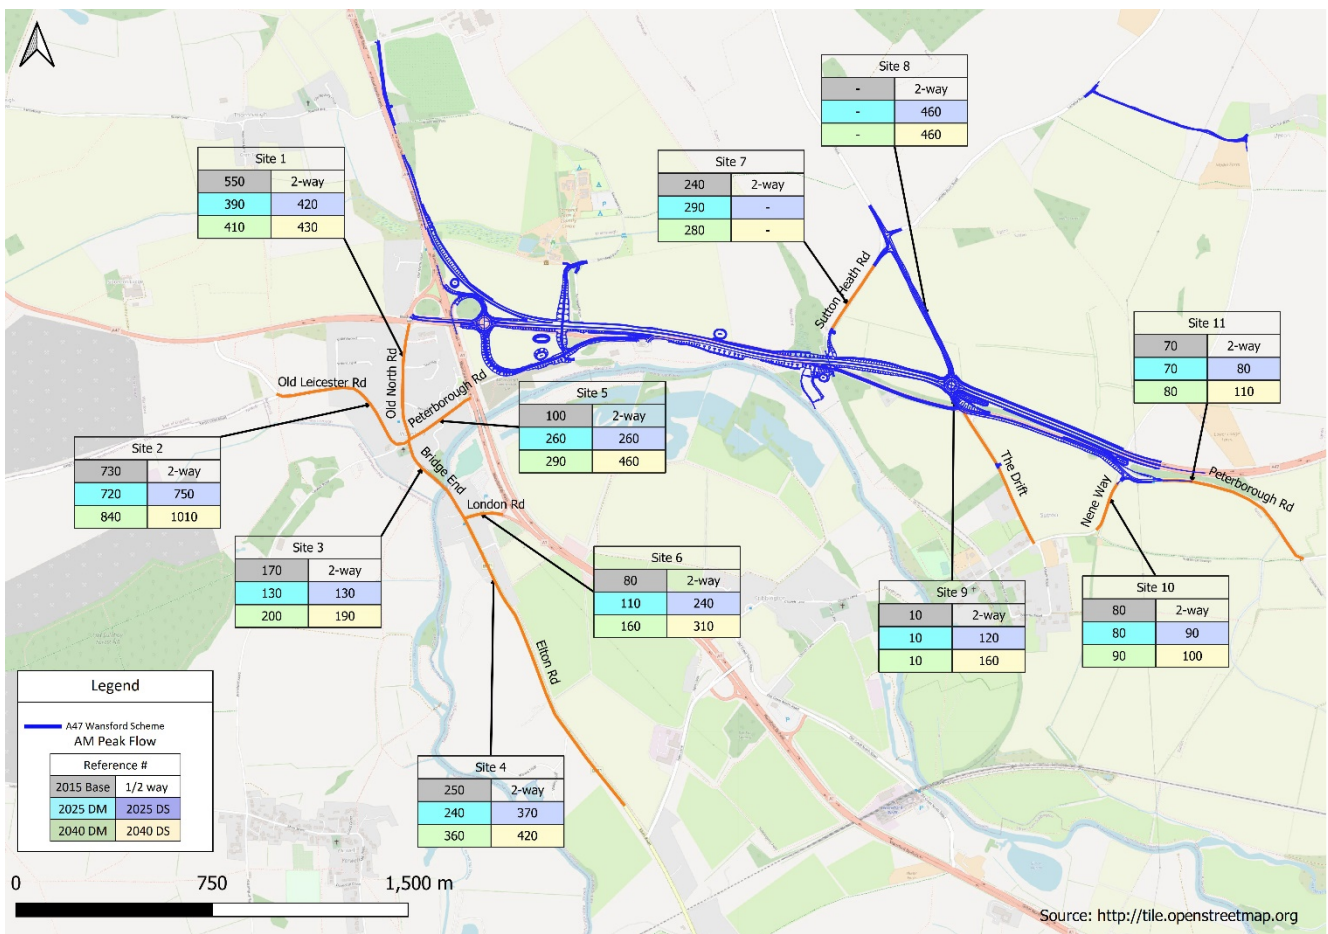 Site 8
- 2-way
- 460
- 460
Site 1
550 2-way
390 420
410 430
Site 7
240 2-way
290 -
280 -
Sutton Heath Rd
Site 11
70 2-way
70 80
80 110
Old North Rd
Old Leicester Rd
Peterborough Rd
Site 5
100 2-way
260 260
290 460
Site 2
730 2-way
720 750
840 1010
Bridge End
London Rd
The Drift
Nene Way
Peterborough Rd
Site 3
170 2-way
130 130
200 190
Site 6
80 2-way
110 240
160 310
Site 9
10 2-way
10 120
10 160
Site 10
80 2-way
80 90
90 100
Elton Rd
Legend
A47 Wansford Scheme
AM Peak Flow
Reference #
2015 Base 1/2 way
2025 DM 2025 DS
2040 DM 2040 DS
Site 4
250 2-way
240 370
360 420
0 750 1,500 m
Source: http://tile.openstreetmap.org